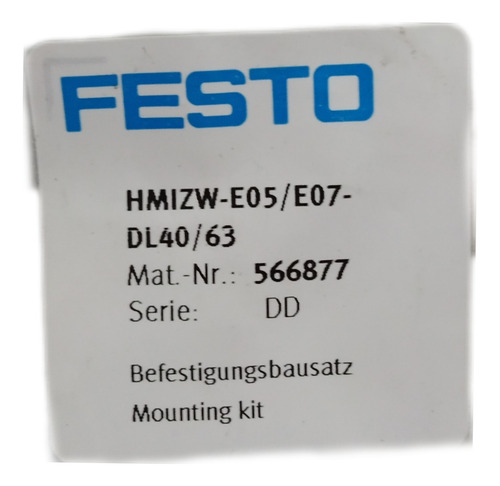 FESTO
HMIZW-E05/E07-
DL40/63
Mat.-Nr.: 566877
Serie: DD
Befestigungsbausatz
Mounting kit